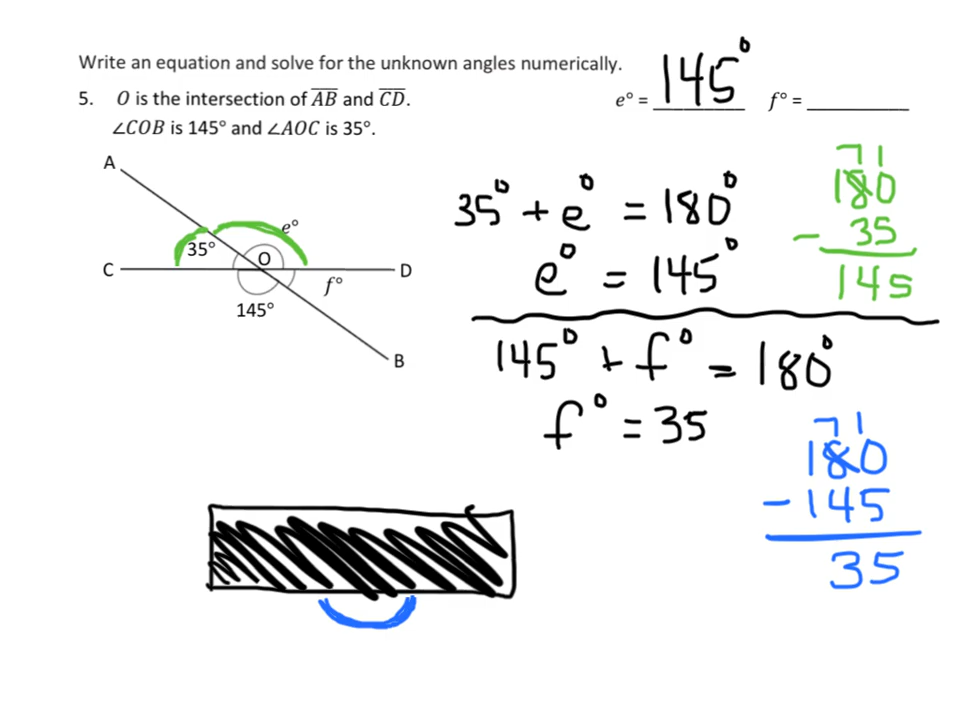 Write an equation and solve for the unknown angles numerically.
5. O is the intersection of A̅B̅ and C̅D̅.
e° = 145° f° = ________
∠COB is 145° and ∠AOC is 35°.
A
e°
35°
O
C
D
f°
145°
B
35° + e° = 180°
e° = 145°
7 1
180
- 35
145
145° + f° = 180°
f° = 35
7 1
180
- 145
35